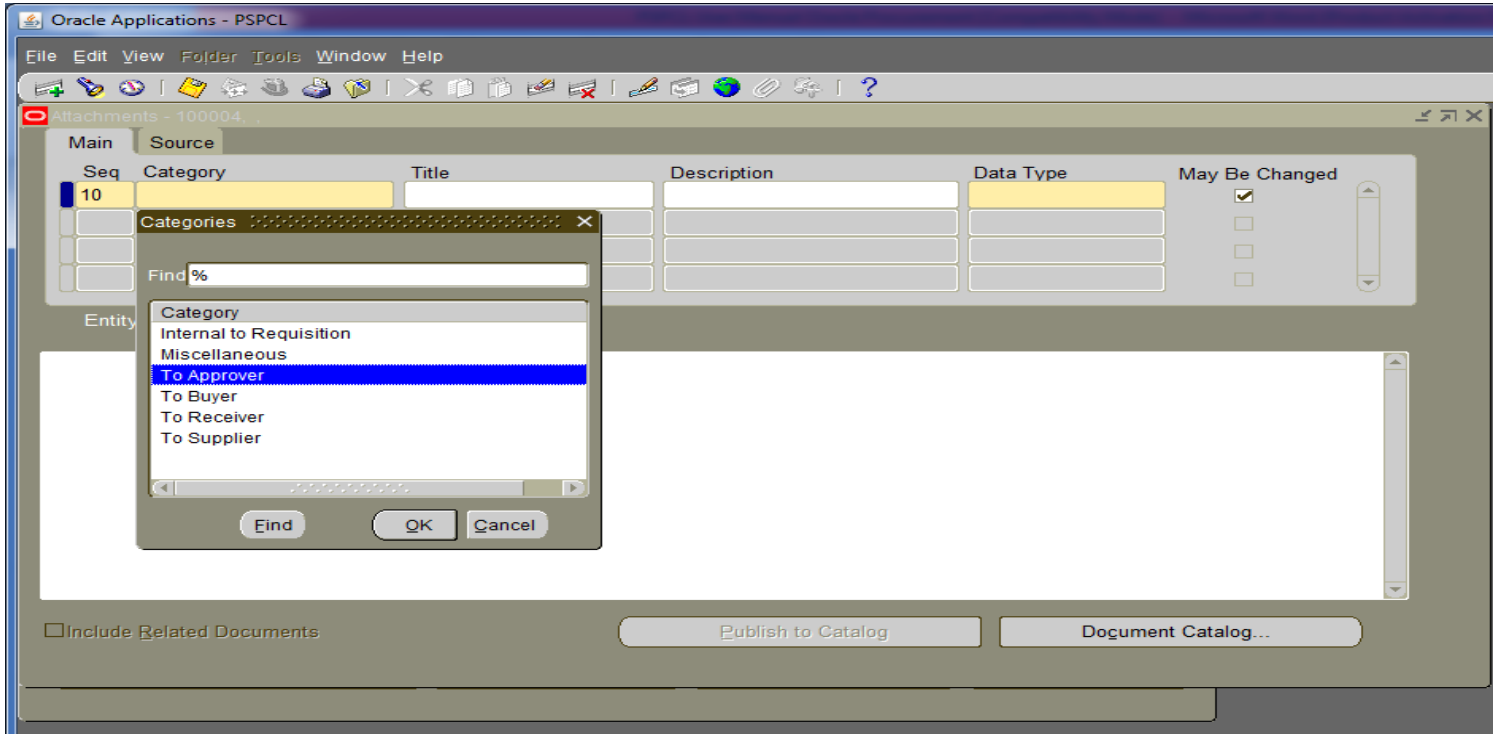 Oracle Applications - PSPCL
File Edit View Folder Tools Window Help
Attachments - 100004, ,
Main Source
Seq Category Title Description Data Type May Be Changed
10
Categories
Find %
Category
Internal to Requisition
Miscellaneous
To Approver
To Buyer
To Receiver
To Supplier
Entity
Find OK Cancel
Include Related Documents Publish to Catalog Document Catalog...